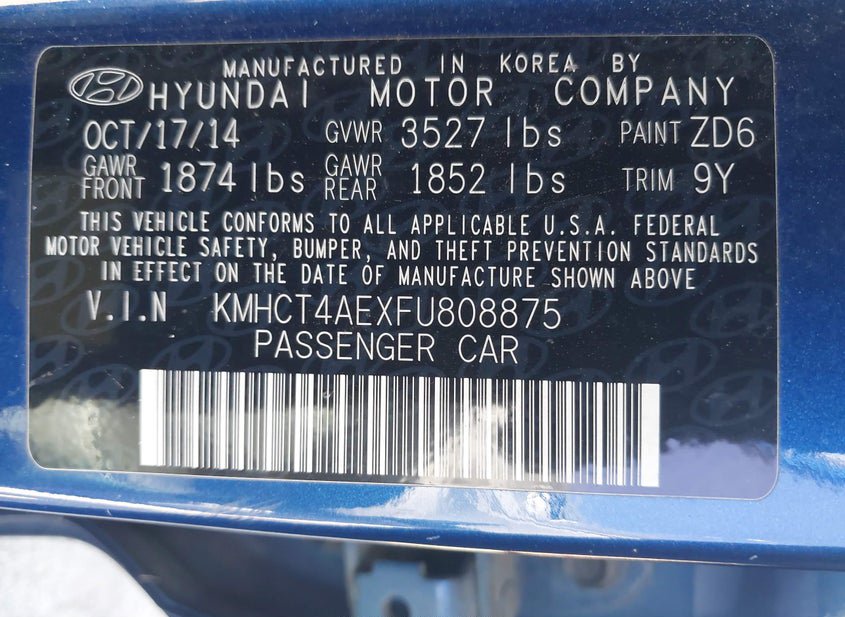 MANUFACTURED IN KOREA BY
HYUNDAI MOTOR COMPANY
OCT/17/14 GVWR 3527 lbs PAINT ZD6
GAWR FRONT 1874 lbs GAWR REAR 1852 lbs TRIM 9Y
THIS VEHICLE CONFORMS TO ALL APPLICABLE U.S.A. FEDERAL
MOTOR VEHICLE SAFETY, BUMPER, AND THEFT PREVENTION STANDARDS
IN EFFECT ON THE DATE OF MANUFACTURE SHOWN ABOVE
V.I.N KMHCT4AEXFU808875
PASSENGER CAR